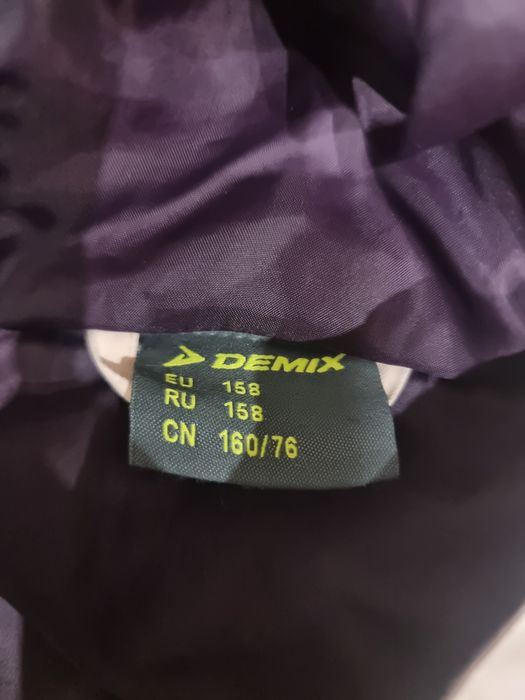 DEMIX
EU 158
RU 158
CN 160/76